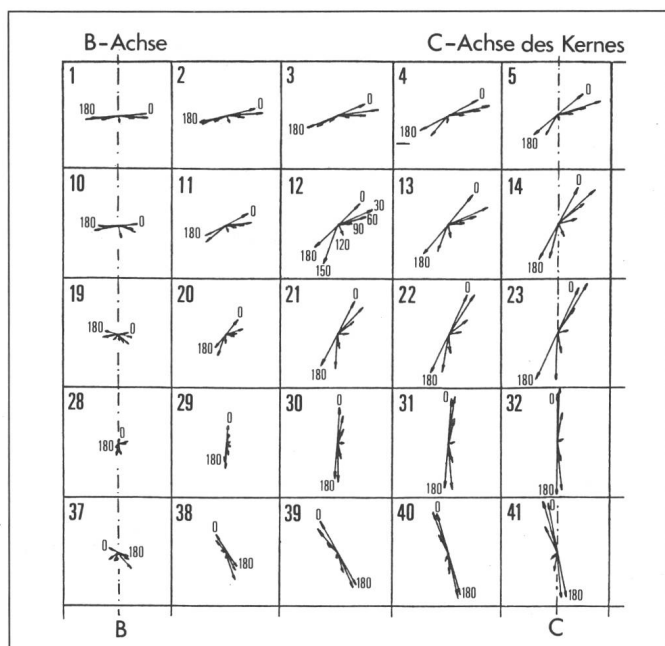 B-Achse C-Achse des Kernes
1 2 3 4 5
180 0 180 0 180 0 180 0 180 0
10 11 12 13 14
180 0 180 0 0 30 60 90 120 150 180 0 180 0 180
19 20 21 22 23
180 0 180 0 0 180 0 180 0 180
28 29 30 31 32
0 180 0 180 0 180 0 180 0 180
37 38 39 40 41
0 180 0 180 0 180 0 180 0 180
B C